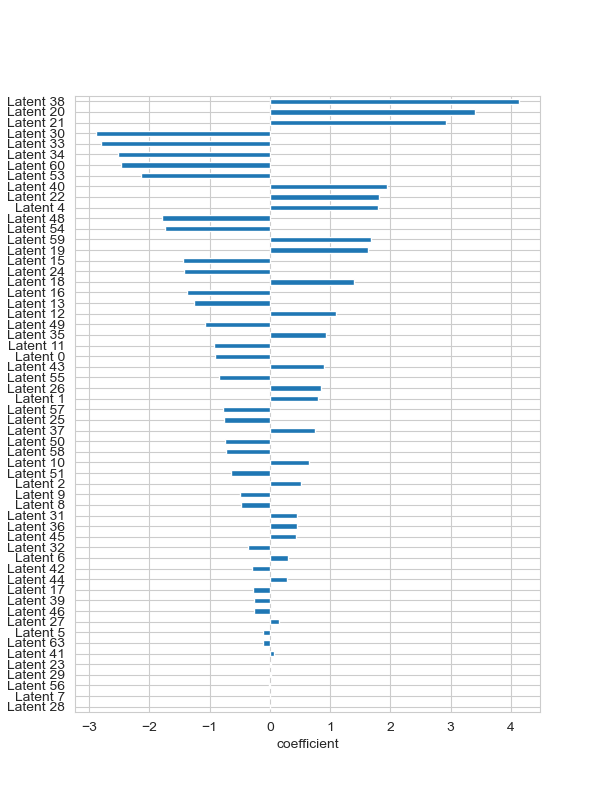 Latent 38
Latent 20
Latent 21
Latent 30
Latent 33
Latent 34
Latent 60
Latent 53
Latent 40
Latent 22
Latent 4
Latent 48
Latent 54
Latent 59
Latent 19
Latent 15
Latent 24
Latent 18
Latent 16
Latent 13
Latent 12
Latent 49
Latent 35
Latent 11
Latent 0
Latent 43
Latent 55
Latent 26
Latent 1
Latent 57
Latent 25
Latent 37
Latent 50
Latent 58
Latent 10
Latent 51
Latent 2
Latent 9
Latent 8
Latent 31
Latent 36
Latent 45
Latent 32
Latent 6
Latent 42
Latent 44
Latent 17
Latent 39
Latent 46
Latent 27
Latent 5
Latent 63
Latent 41
Latent 23
Latent 29
Latent 56
Latent 7
Latent 28
−3 −2 −1 0 1 2 3 4
coefficient